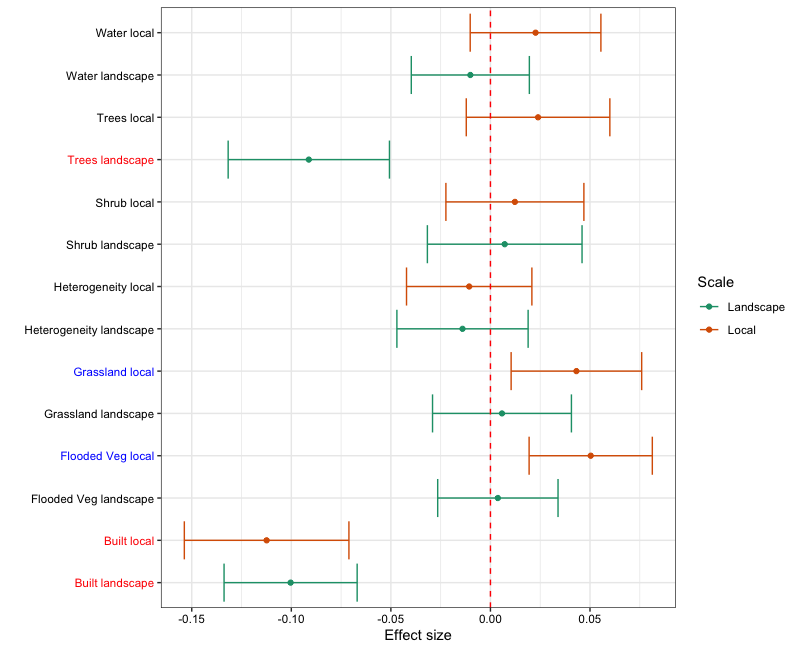 Water local
Water landscape
Trees local
Trees landscape
Shrub local
Shrub landscape
Heterogeneity local
Heterogeneity landscape
Grassland local
Grassland landscape
Flooded Veg local
Flooded Veg landscape
Built local
Built landscape
-0.15 -0.10 -0.05 0.00 0.05
Effect size
Scale
Landscape
Local